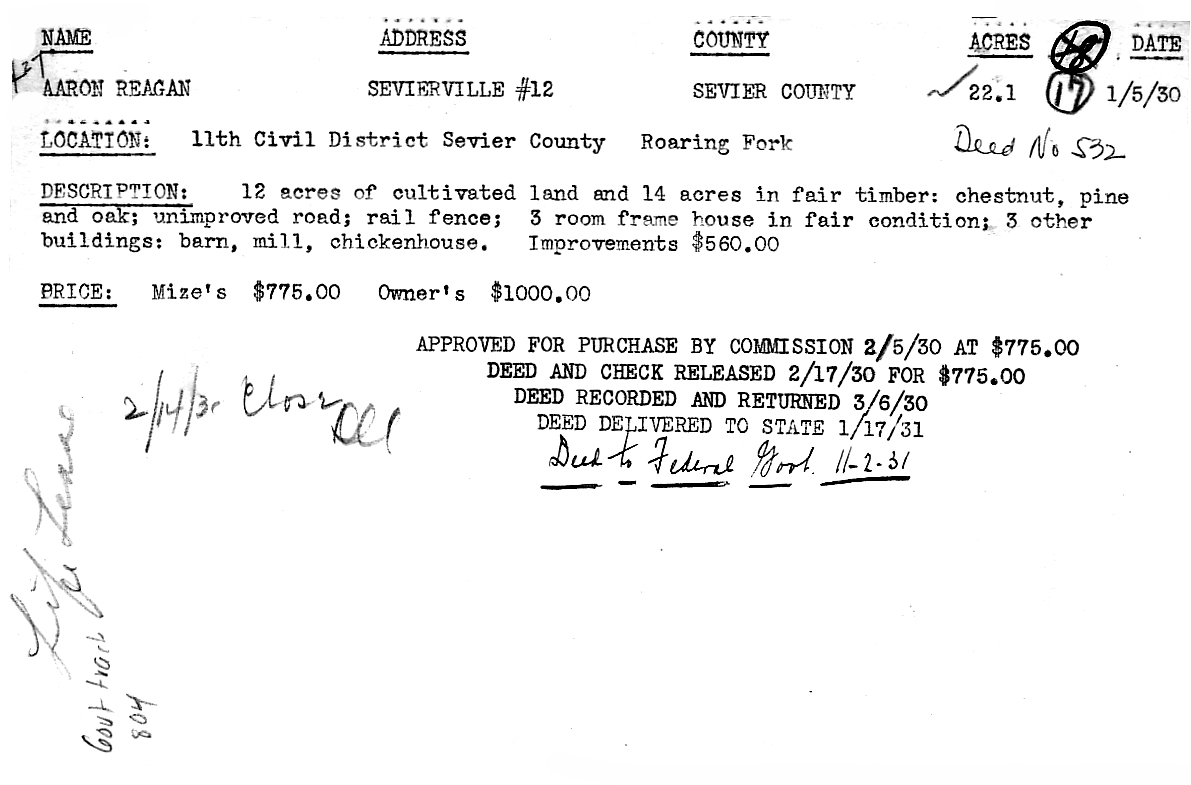 NAME ADDRESS COUNTY ACRES DATE
AARON REAGAN SEVIERVILLE #12 SEVIER COUNTY 22.1 17 1/5/30
LOCATION: 11th Civil District Sevier County Roaring Fork Deed No 532
DESCRIPTION: 12 acres of cultivated land and 14 acres in fair timber: chestnut, pine
and oak; unimproved road; rail fence; 3 room frame house in fair condition; 3 other
buildings: barn, mill, chickenhouse. Improvements $560.00
PRICE: Mize's $775.00 Owner's $1000.00
APPROVED FOR PURCHASE BY COMMISSION 2/5/30 AT $775.00
DEED AND CHECK RELEASED 2/17/30 FOR $775.00
DEED RECORDED AND RETURNED 3/6/30
DEED DELIVERED TO STATE 1/17/31
Deed to Federal Govt. 11-2-31
2/14/30 Close
Life Lease
Govt tract
804